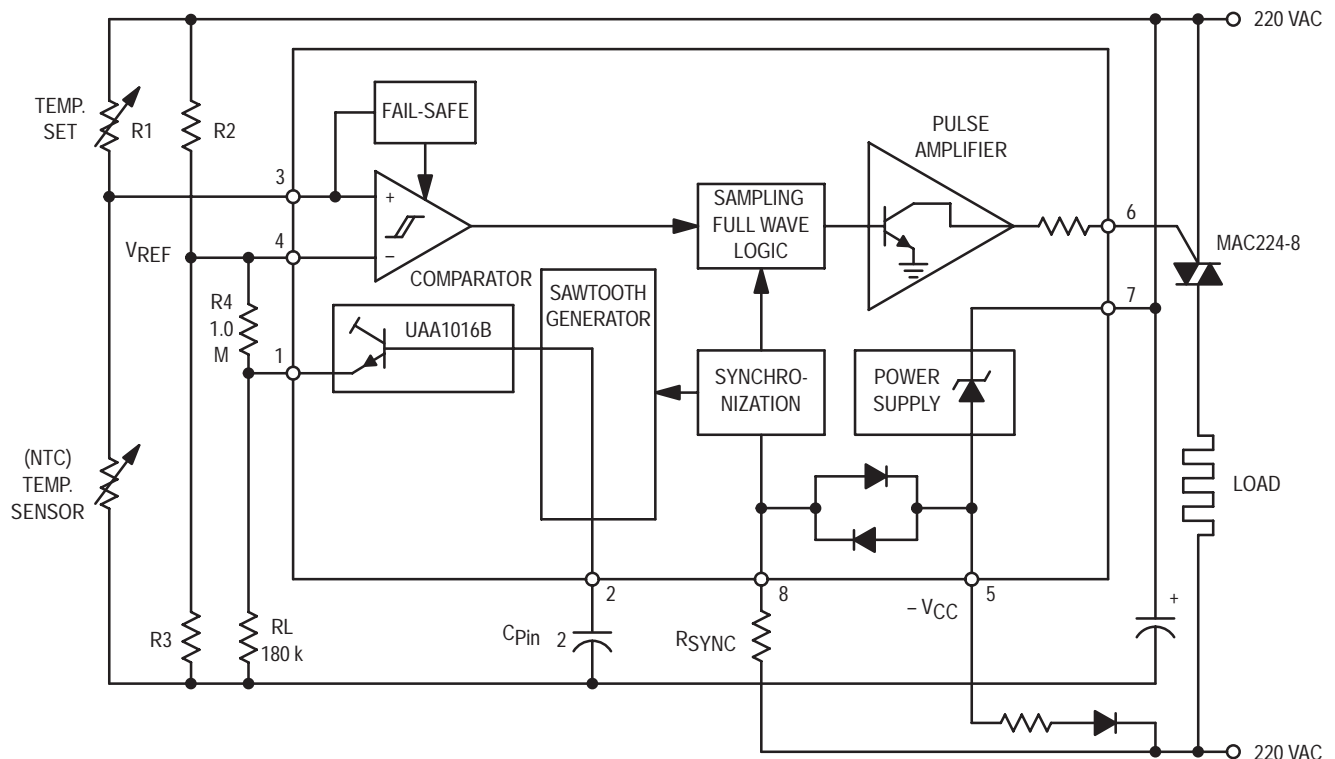 220 VAC
TEMP.
SET
R1
R2
FAIL-SAFE
PULSE
AMPLIFIER
3
+
SAMPLING
FULL WAVE
LOGIC
6
MAC224-8
VREF
4
–
COMPARATOR
SAWTOOTH
GENERATOR
7
R4
1.0
M
UAA1016B
1
SYNCHRO-
NIZATION
POWER
SUPPLY
(NTC)
TEMP.
SENSOR
LOAD
2
8
– VCC
5
+
R3
RL
180 k
CPin 2
RSYNC
220 VAC